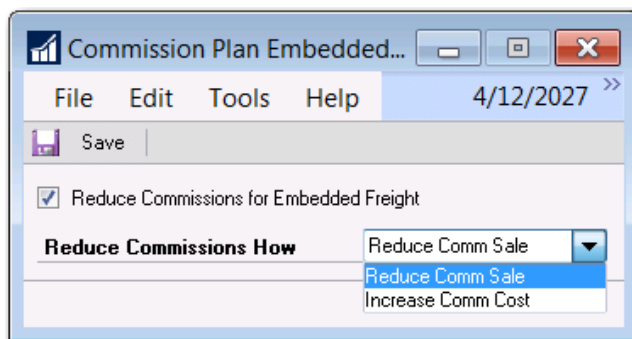 Commission Plan Embedded...
File Edit Tools Help 4/12/2027 »
Save
Reduce Commissions for Embedded Freight
Reduce Commissions How Reduce Comm Sale
Reduce Comm Sale
Increase Comm Cost